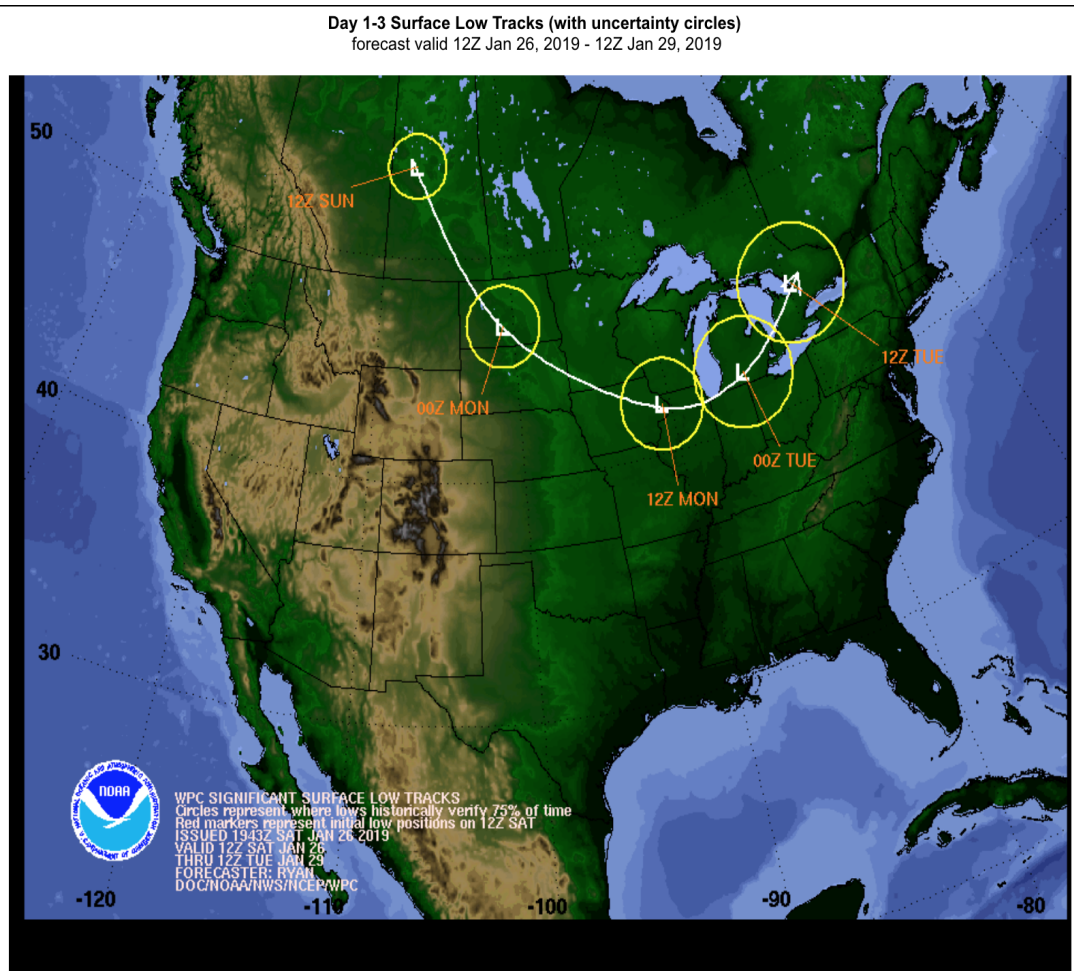 Day 1-3 Surface Low Tracks (with uncertainty circles)
forecast valid 12Z Jan 26, 2019 - 12Z Jan 29, 2019
50
12Z SUN
L
L
L
12Z TUE
40
00Z MON
L
L
00Z TUE
12Z MON
30
NOAA
WPC SIGNIFICANT SURFACE LOW TRACKS
Circles represent where lows historically verify 75% of time
Red markers represent initial low positions on 12Z SAT
ISSUED 1943Z SAT JAN 26 2019
VALID 12Z SAT JAN 26
THRU 12Z TUE JAN 29
FORECASTER: RYAN
DOC/NOAA/NWS/NCEP/WPC
-120
-110
-100
-90
-80